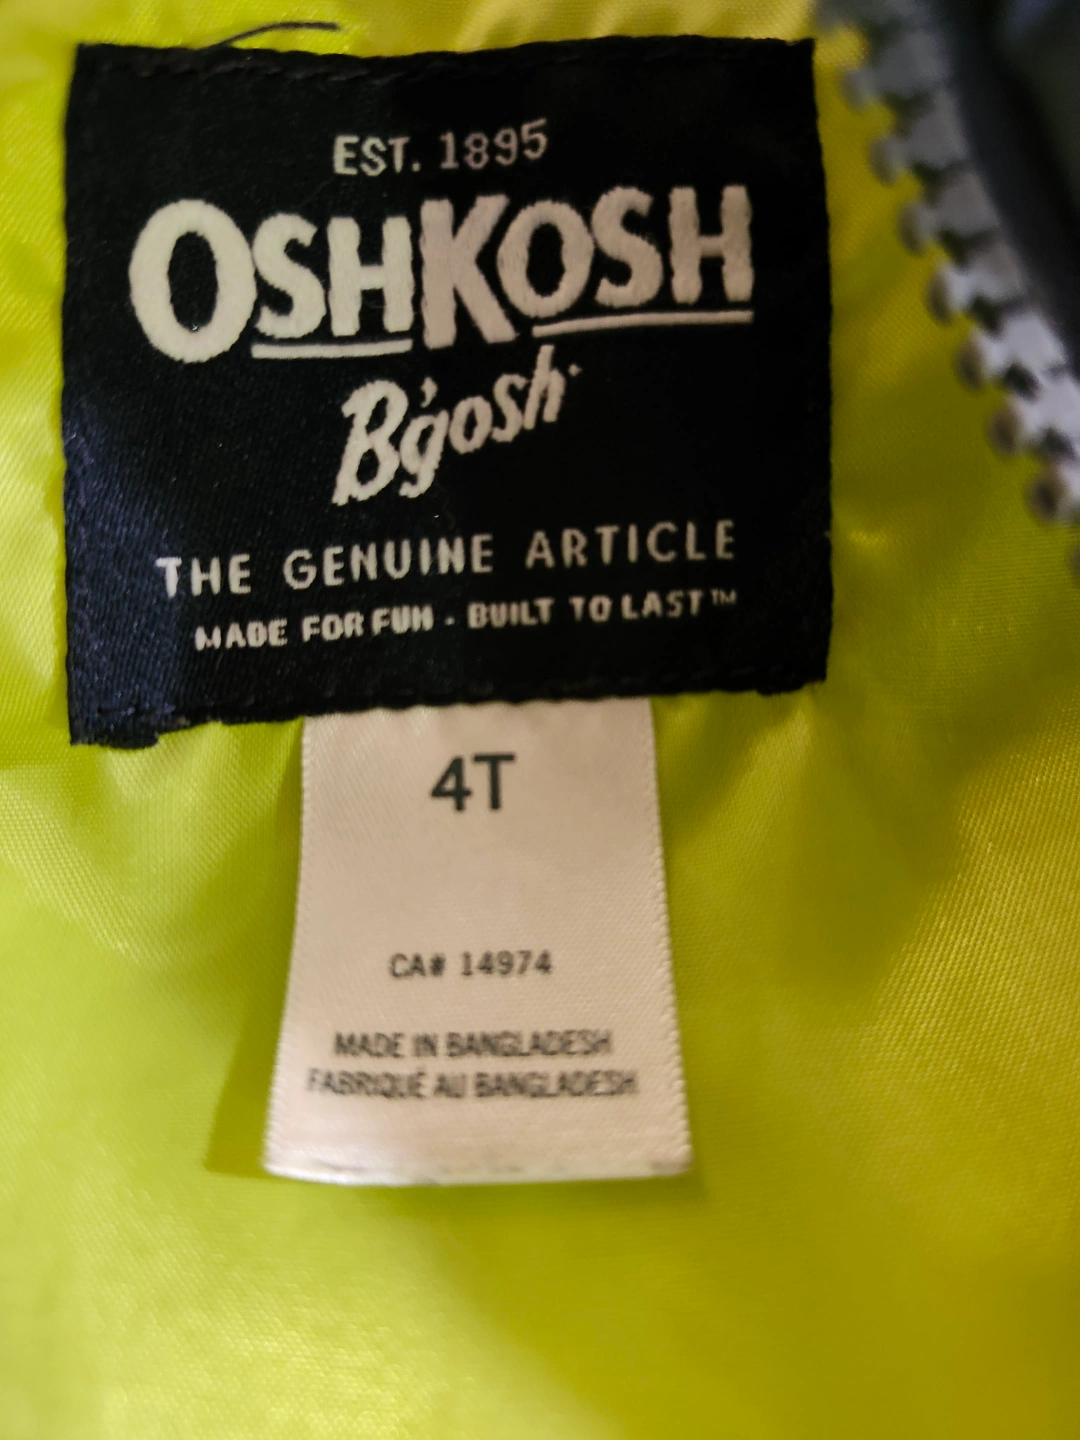 EST. 1895
OSHKOSH
B'gosh
THE GENUINE ARTICLE
MADE FOR FUN - BUILT TO LAST™
4T
CA# 14974
MADE IN BANGLADESH
FABRIQUÉ AU BANGLADESH